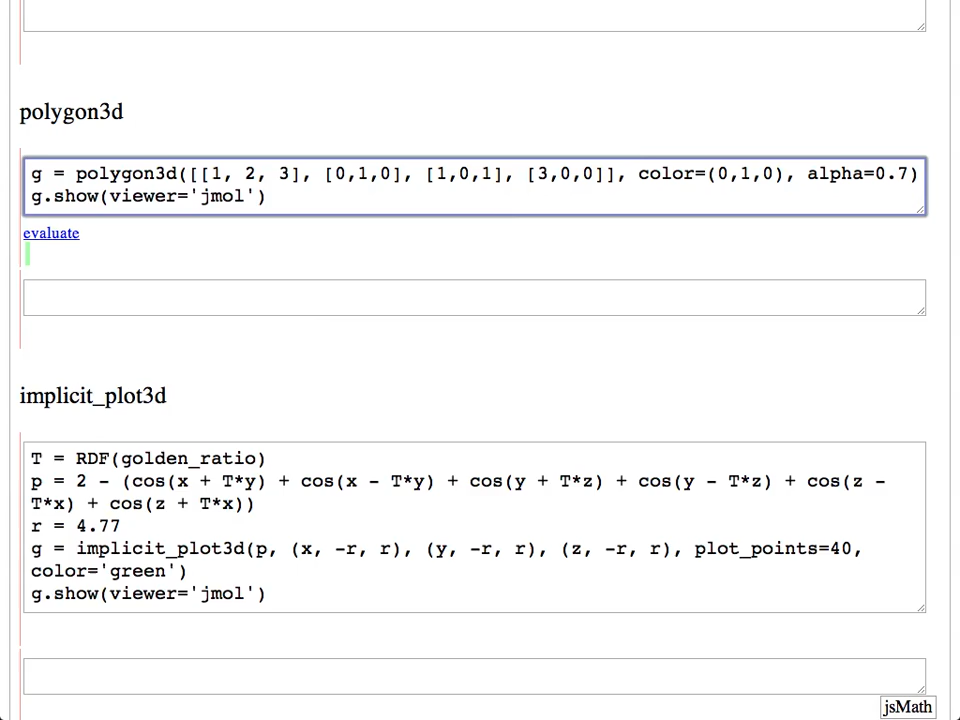 polygon3d
g = polygon3d([[1, 2, 3], [0,1,0], [1,0,1], [3,0,0]], color=(0,1,0), alpha=0.7)
g.show(viewer='jmol')
evaluate
implicit_plot3d
T = RDF(golden_ratio)
p = 2 - (cos(x + T*y) + cos(x - T*y) + cos(y + T*z) + cos(y - T*z) + cos(z -
T*x) + cos(z + T*x))
r = 4.77
g = implicit_plot3d(p, (x, -r, r), (y, -r, r), (z, -r, r), plot_points=40,
color='green')
g.show(viewer='jmol')
jsMath